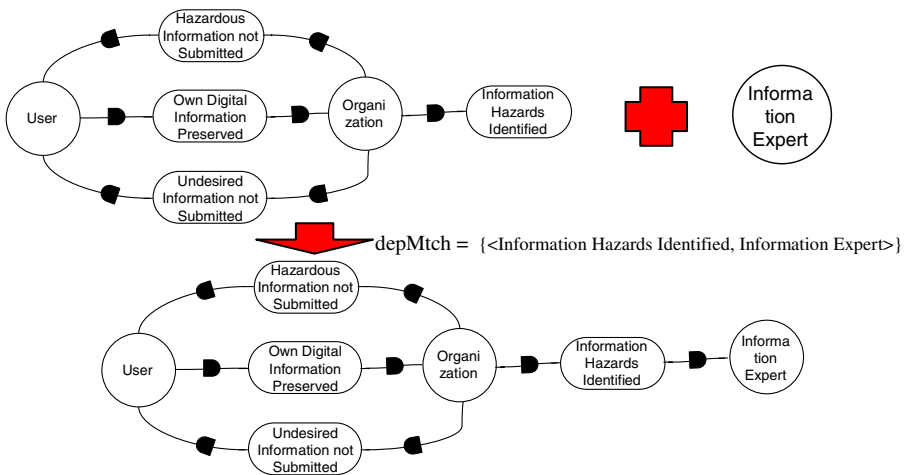 Hazardous
Information not
Submitted
User
Own Digital
Information
Preserved
Organi
zation
Information
Hazards
Identified
Informa
tion
Expert
Undesired
Information not
Submitted
depMtch = {<Information Hazards Identified, Information Expert>}
Hazardous
Information not
Submitted
User
Own Digital
Information
Preserved
Organi
zation
Information
Hazards
Identified
Informa
tion
Expert
Undesired
Information not
Submitted